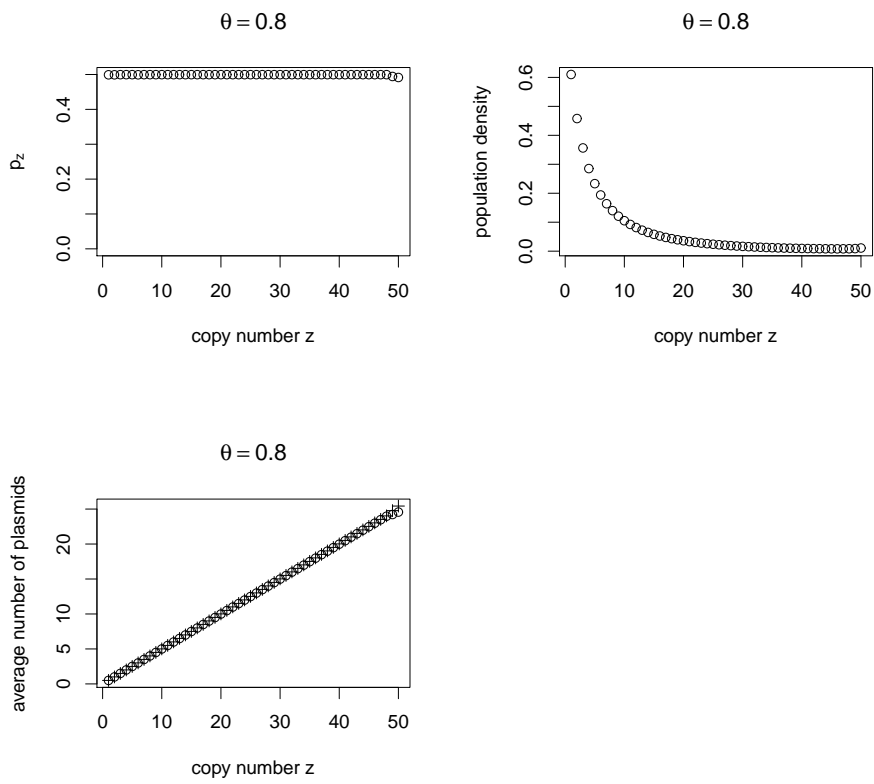 θ = 0.8
p_z
0.0 0.2 0.4
0 10 20 30 40 50
copy number z
θ = 0.8
population density
0.0 0.2 0.4 0.6
0 10 20 30 40 50
copy number z
θ = 0.8
average number of plasmids
0 5 10 20
0 10 20 30 40 50
copy number z